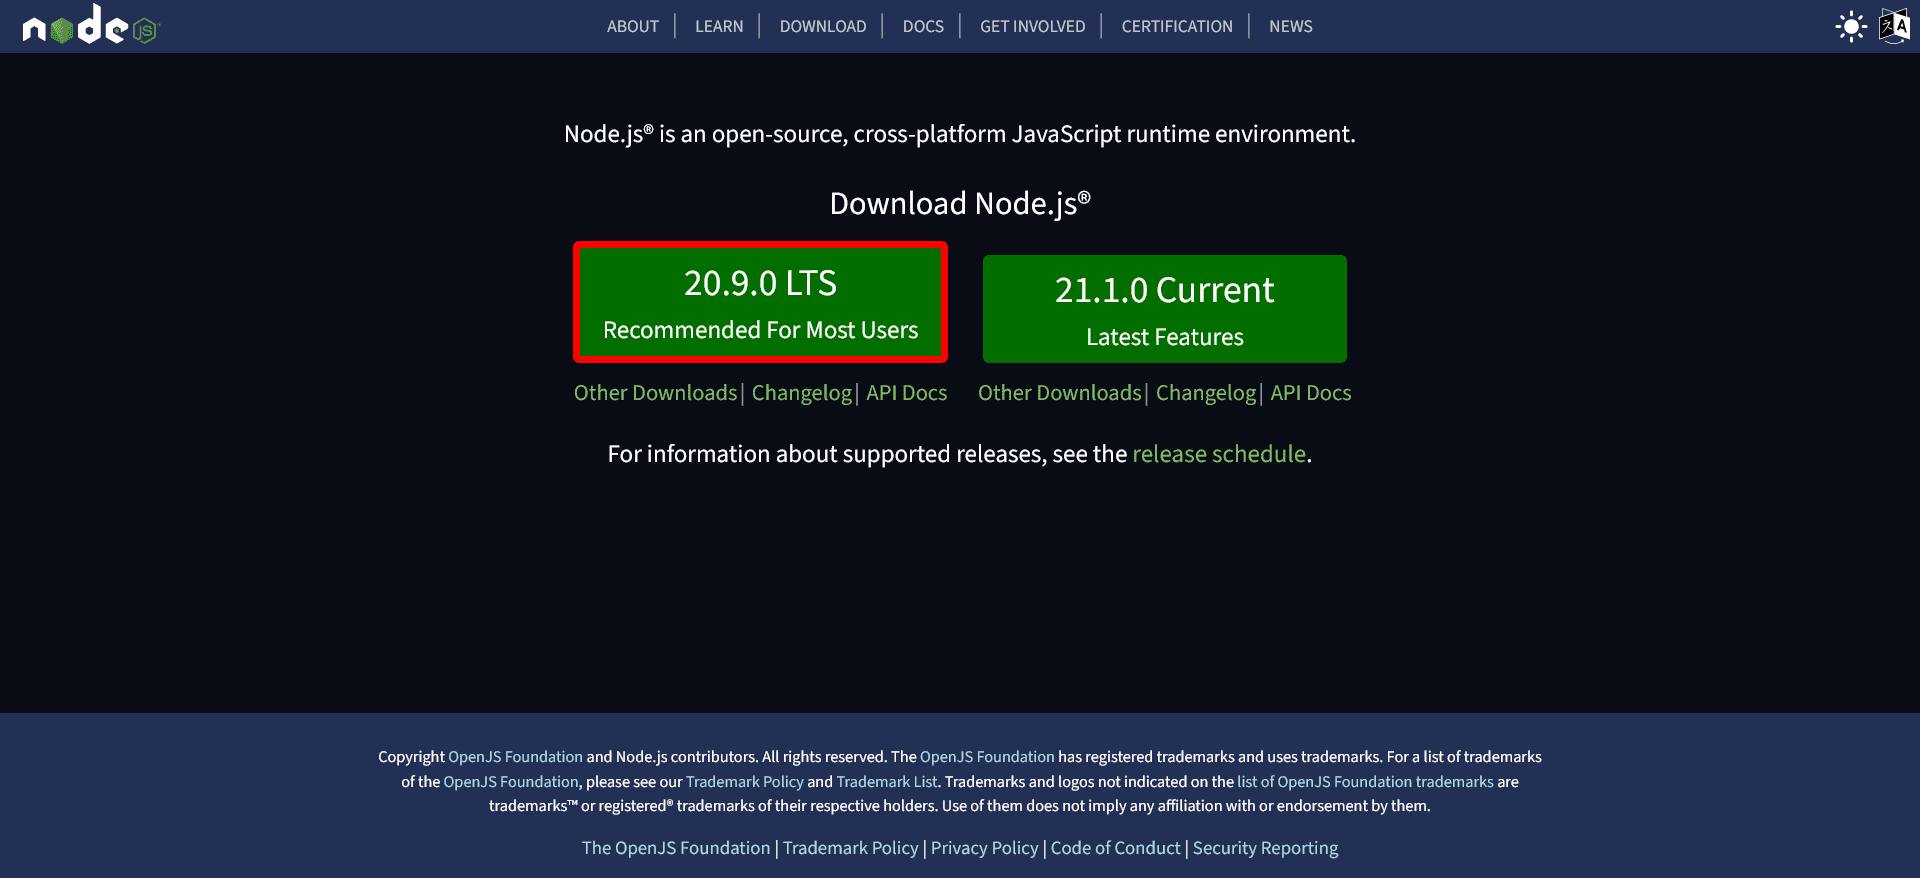 node JS
ABOUT | LEARN | DOWNLOAD | DOCS | GET INVOLVED | CERTIFICATION | NEWS
Node.js® is an open-source, cross-platform JavaScript runtime environment.
Download Node.js®
20.9.0 LTS
Recommended For Most Users
21.1.0 Current
Latest Features
Other Downloads | Changelog | API Docs
Other Downloads | Changelog | API Docs
For information about supported releases, see the release schedule.
Copyright OpenJS Foundation and Node.js contributors. All rights reserved. The OpenJS Foundation has registered trademarks and uses trademarks. For a list of trademarks
of the OpenJS Foundation, please see our Trademark Policy and Trademark List. Trademarks and logos not indicated on the list of OpenJS Foundation trademarks are
trademarks™ or registered® trademarks of their respective holders. Use of them does not imply any affiliation with or endorsement by them.
The OpenJS Foundation | Trademark Policy | Privacy Policy | Code of Conduct | Security Reporting